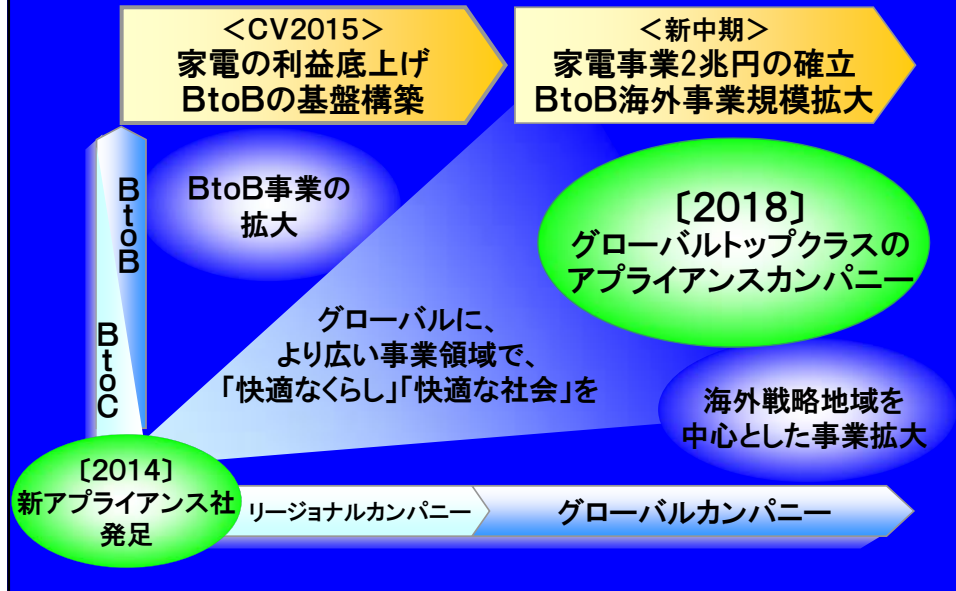 ＜CV2015＞
家電の利益底上げ
BtoBの基盤構築
＜新中期＞
家電事業2兆円の確立
BtoB海外事業規模拡大
BtoB
BtoC
BtoB事業の
拡大
〔2018〕
グローバルトップクラスの
アプライアンスカンパニー
グローバルに、
より広い事業領域で、
「快適なくらし」「快適な社会」を
海外戦略地域を
中心とした事業拡大
〔2014〕
新アプライアンス社
発足
リージョナルカンパニー
グローバルカンパニー